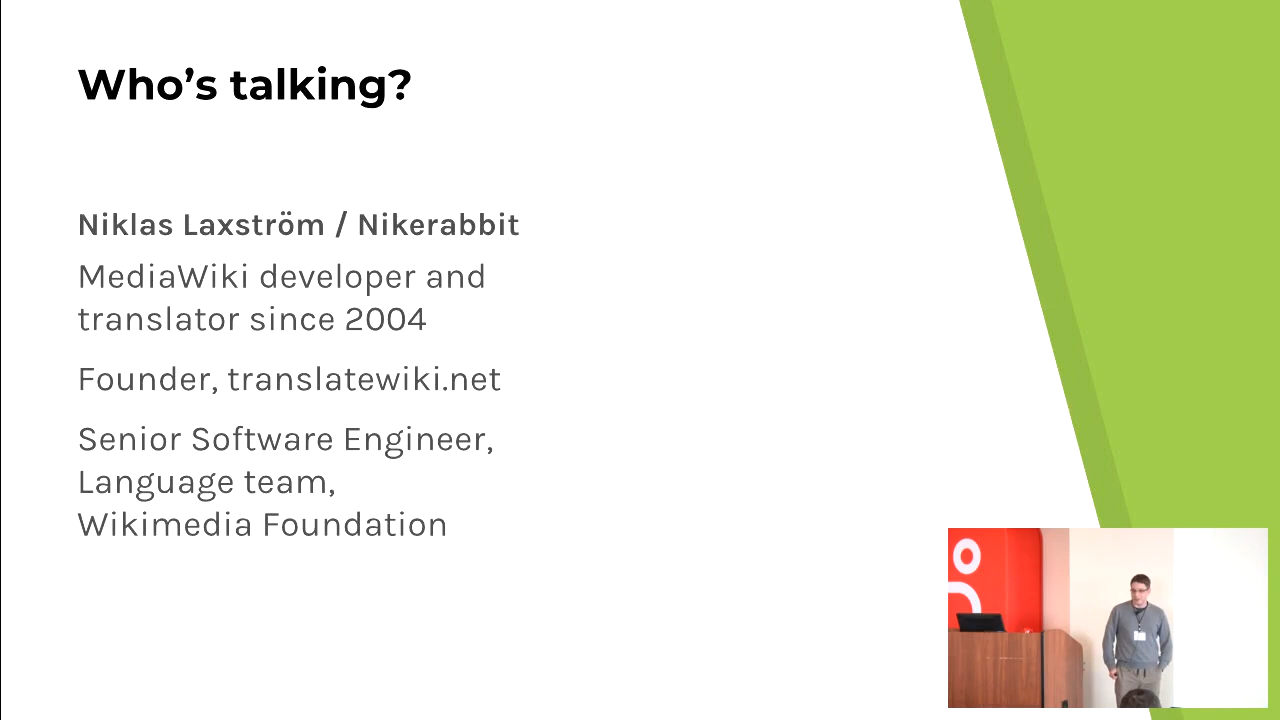 Who’s talking?
Niklas Laxström / Nikerabbit
MediaWiki developer and
translator since 2004
Founder, translatewiki.net
Senior Software Engineer,
Language team,
Wikimedia Foundation